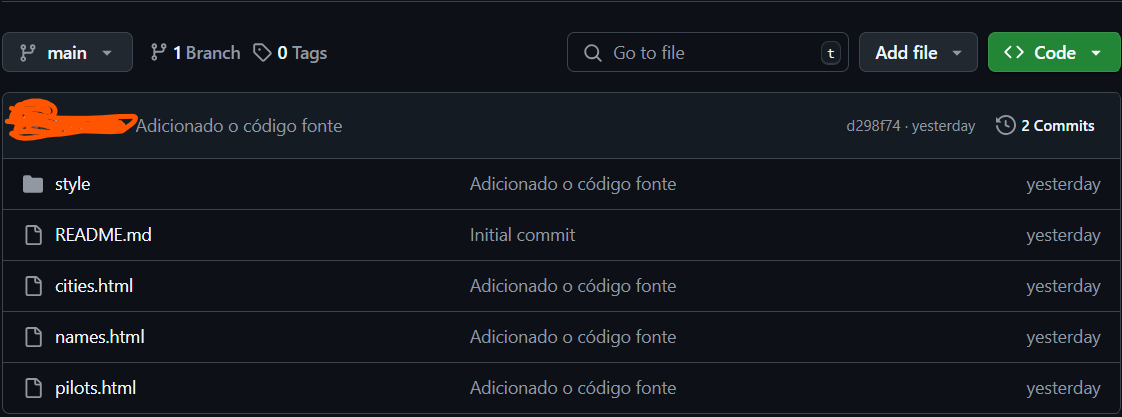 main 1 Branch 0 Tags Go to file t Add file Code
Adicionado o código fonte d298f74 · yesterday 2 Commits
style Adicionado o código fonte yesterday
README.md Initial commit yesterday
cities.html Adicionado o código fonte yesterday
names.html Adicionado o código fonte yesterday
pilots.html Adicionado o código fonte yesterday